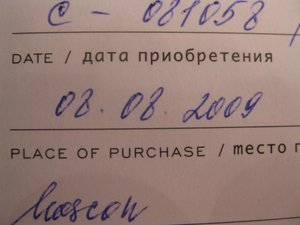 С - 081058
DATE / дата приобретения
08. 08. 2009
PLACE OF PURCHASE / место
Moscow